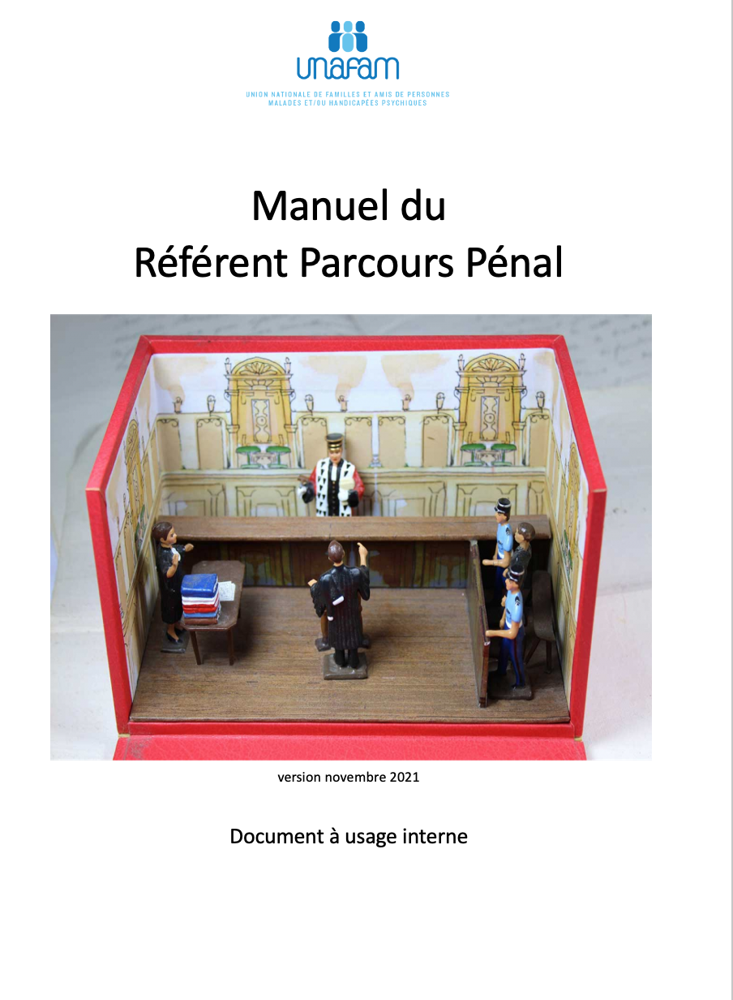 unafam
UNION NATIONALE DE FAMILLES ET AMIS DE PERSONNES
MALADES ET/OU HANDICAPÉES PSYCHIQUES
Manuel du
Référent Parcours Pénal
version novembre 2021
Document à usage interne